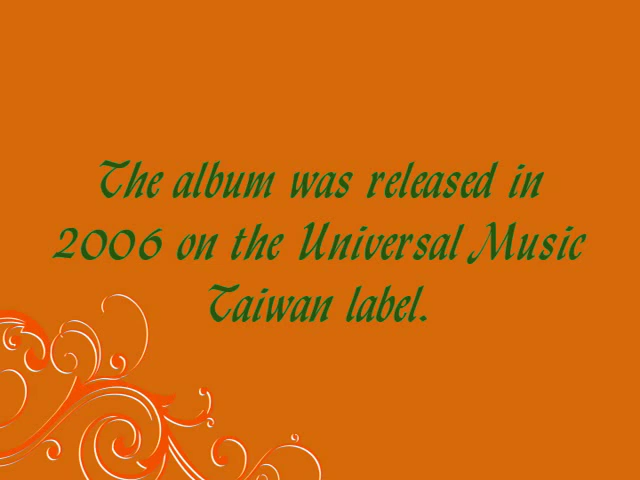 The album was released in
2006 on the Universal Music
Taiwan label.